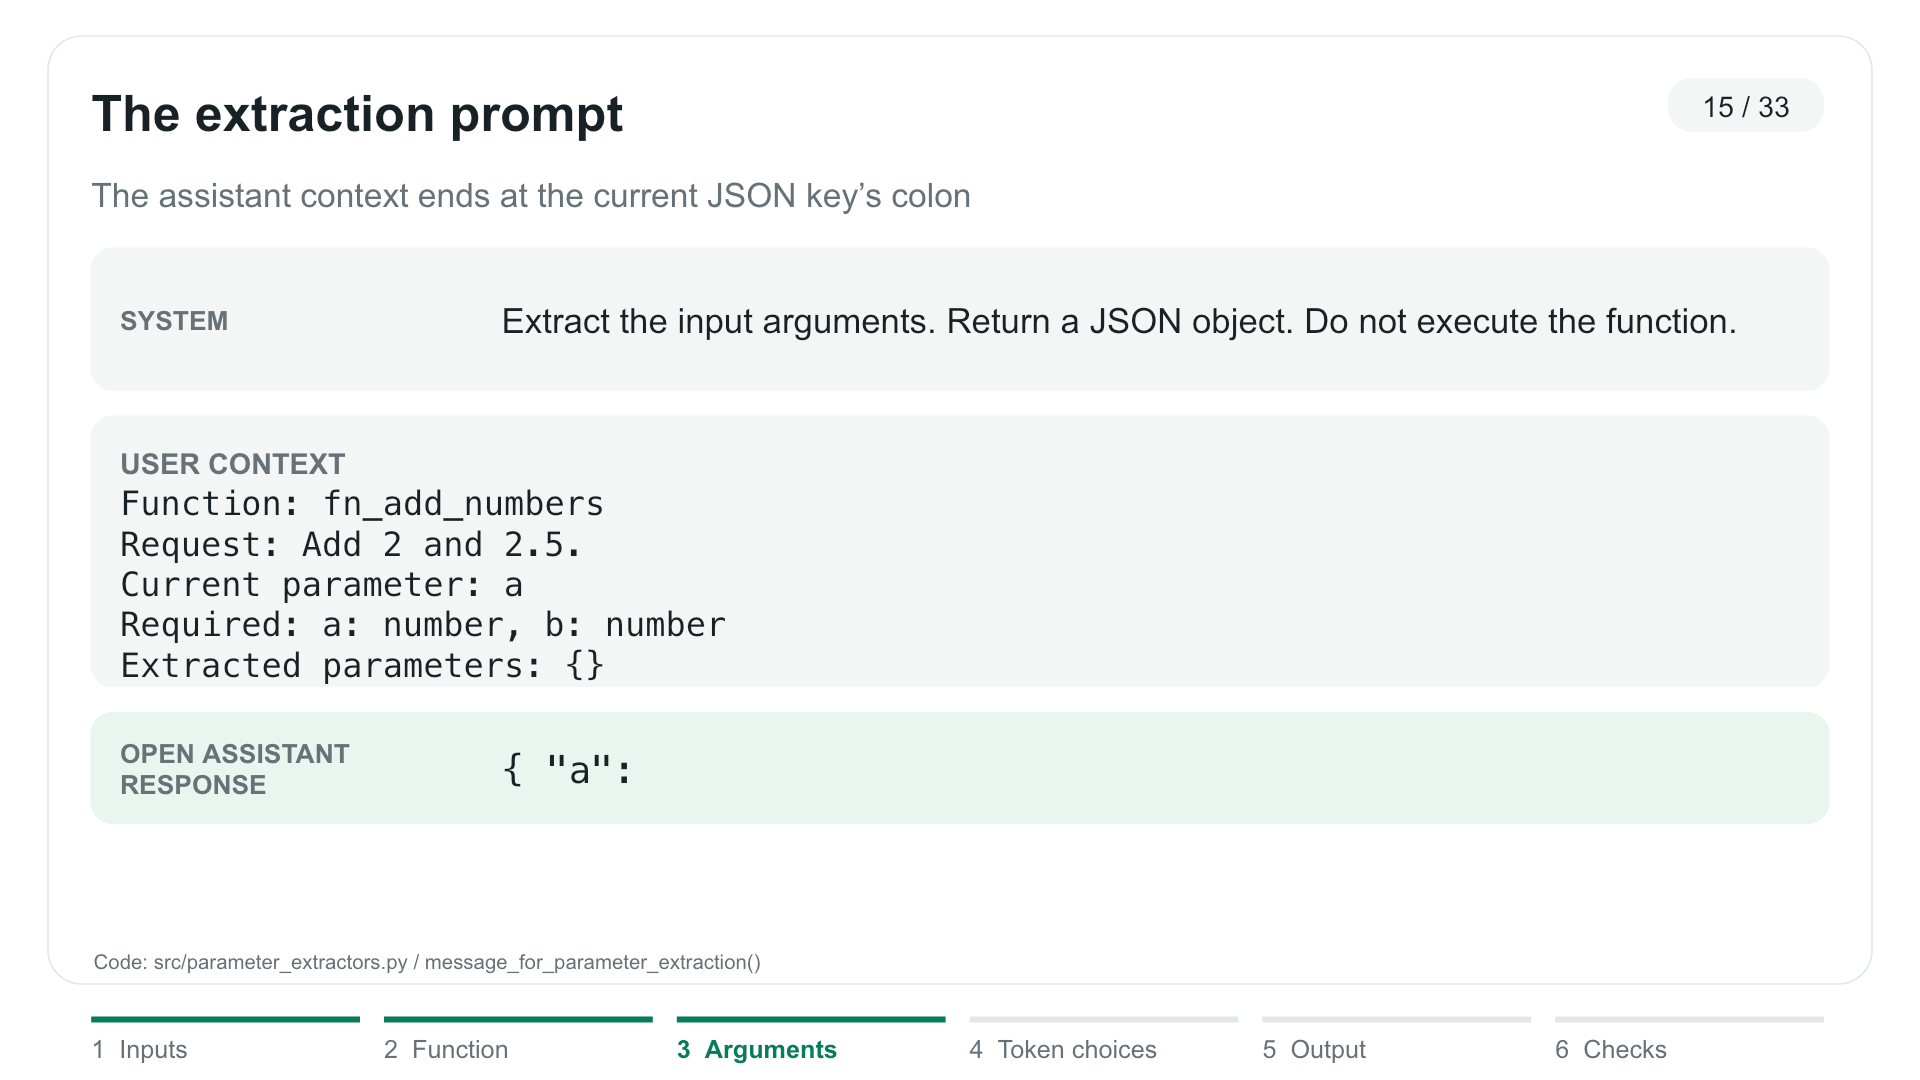 The extraction prompt
15 / 33
The assistant context ends at the current JSON key’s colon
SYSTEM
Extract the input arguments. Return a JSON object. Do not execute the function.
USER CONTEXT
Function: fn_add_numbers
Request: Add 2 and 2.5.
Current parameter: a
Required: a: number, b: number
Extracted parameters: {}
OPEN ASSISTANT
RESPONSE
{ "a":
Code: src/parameter_extractors.py / message_for_parameter_extraction()
1 Inputs
2 Function
3 Arguments
4 Token choices
5 Output
6 Checks